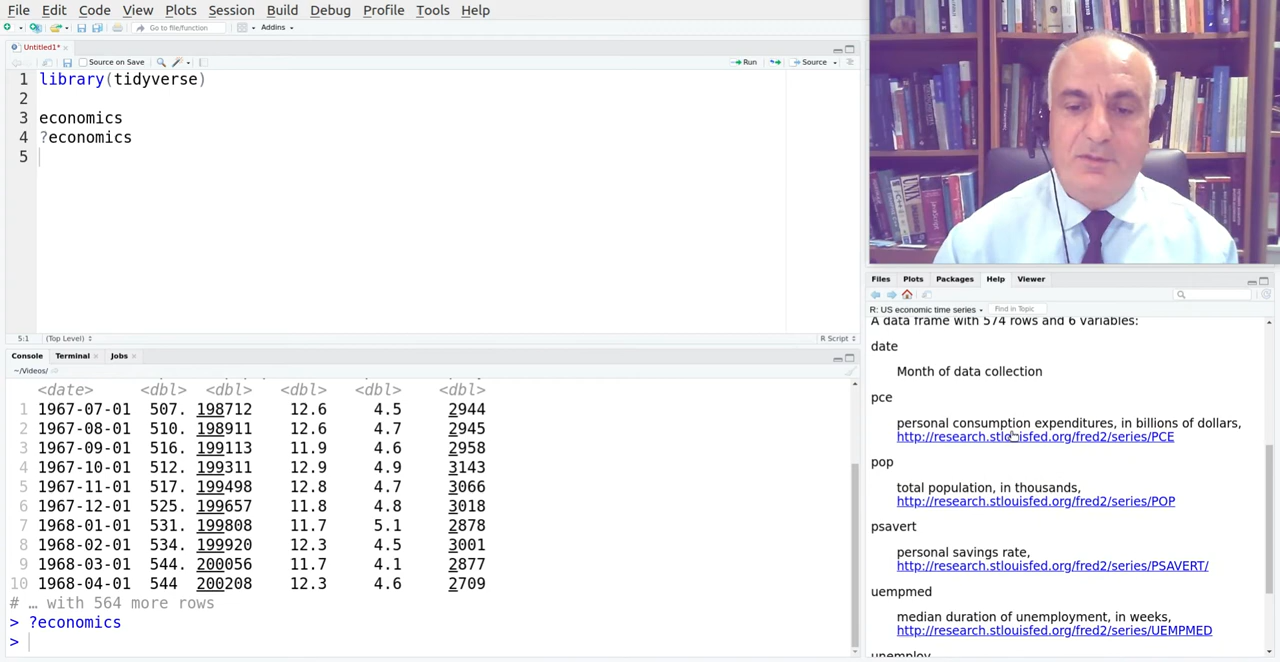 File Edit Code View Plots Session Build Debug Profile Tools Help
Go to file/function Addins
Untitled1*
Source on Save Run Source
1 library(tidyverse)
2
3 economics
4 ?economics
5
5:1 (Top Level) R Script
Console Terminal Jobs
~/Videos/
<date> <dbl> <dbl> <dbl> <dbl> <dbl>
1 1967-07-01 507. 198712 12.6 4.5 2944
2 1967-08-01 510. 198911 12.6 4.7 2945
3 1967-09-01 516. 199113 11.9 4.6 2958
4 1967-10-01 512. 199311 12.9 4.9 3143
5 1967-11-01 517. 199498 12.8 4.7 3066
6 1967-12-01 525. 199657 11.8 4.8 3018
7 1968-01-01 531. 199808 11.7 5.1 2878
8 1968-02-01 534. 199920 12.3 4.5 3001
9 1968-03-01 544. 200056 11.7 4.1 2877
10 1968-04-01 544 200208 12.3 4.6 2709
# … with 564 more rows
> ?economics
>
Files Plots Packages Help Viewer
R: US economic time series Find in Topic
A data frame with 574 rows and 6 variables:
date
Month of data collection
pce
personal consumption expenditures, in billions of dollars,
http://research.stlouisfed.org/fred2/series/PCE
pop
total population, in thousands,
http://research.stlouisfed.org/fred2/series/POP
psavert
personal savings rate,
http://research.stlouisfed.org/fred2/series/PSAVERT/
uempmed
median duration of unemployment, in weeks,
http://research.stlouisfed.org/fred2/series/UEMPMED
unemploy